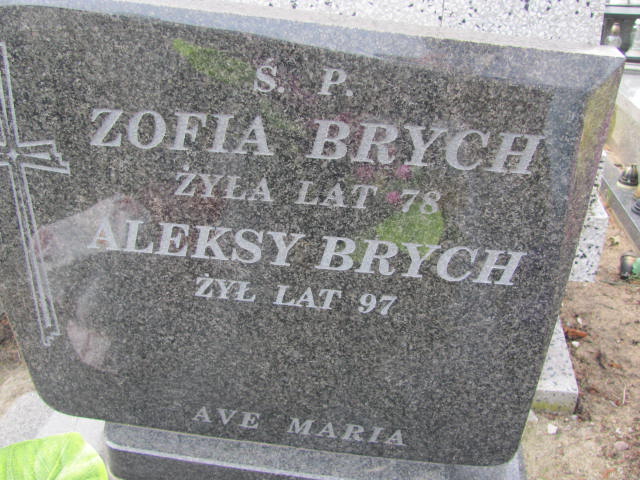 Ś. P.
ZOFIA BRYCH
ŻYŁA LAT 78
ALEKSY BRYCH
ŻYŁ LAT 97
AVE MARIA